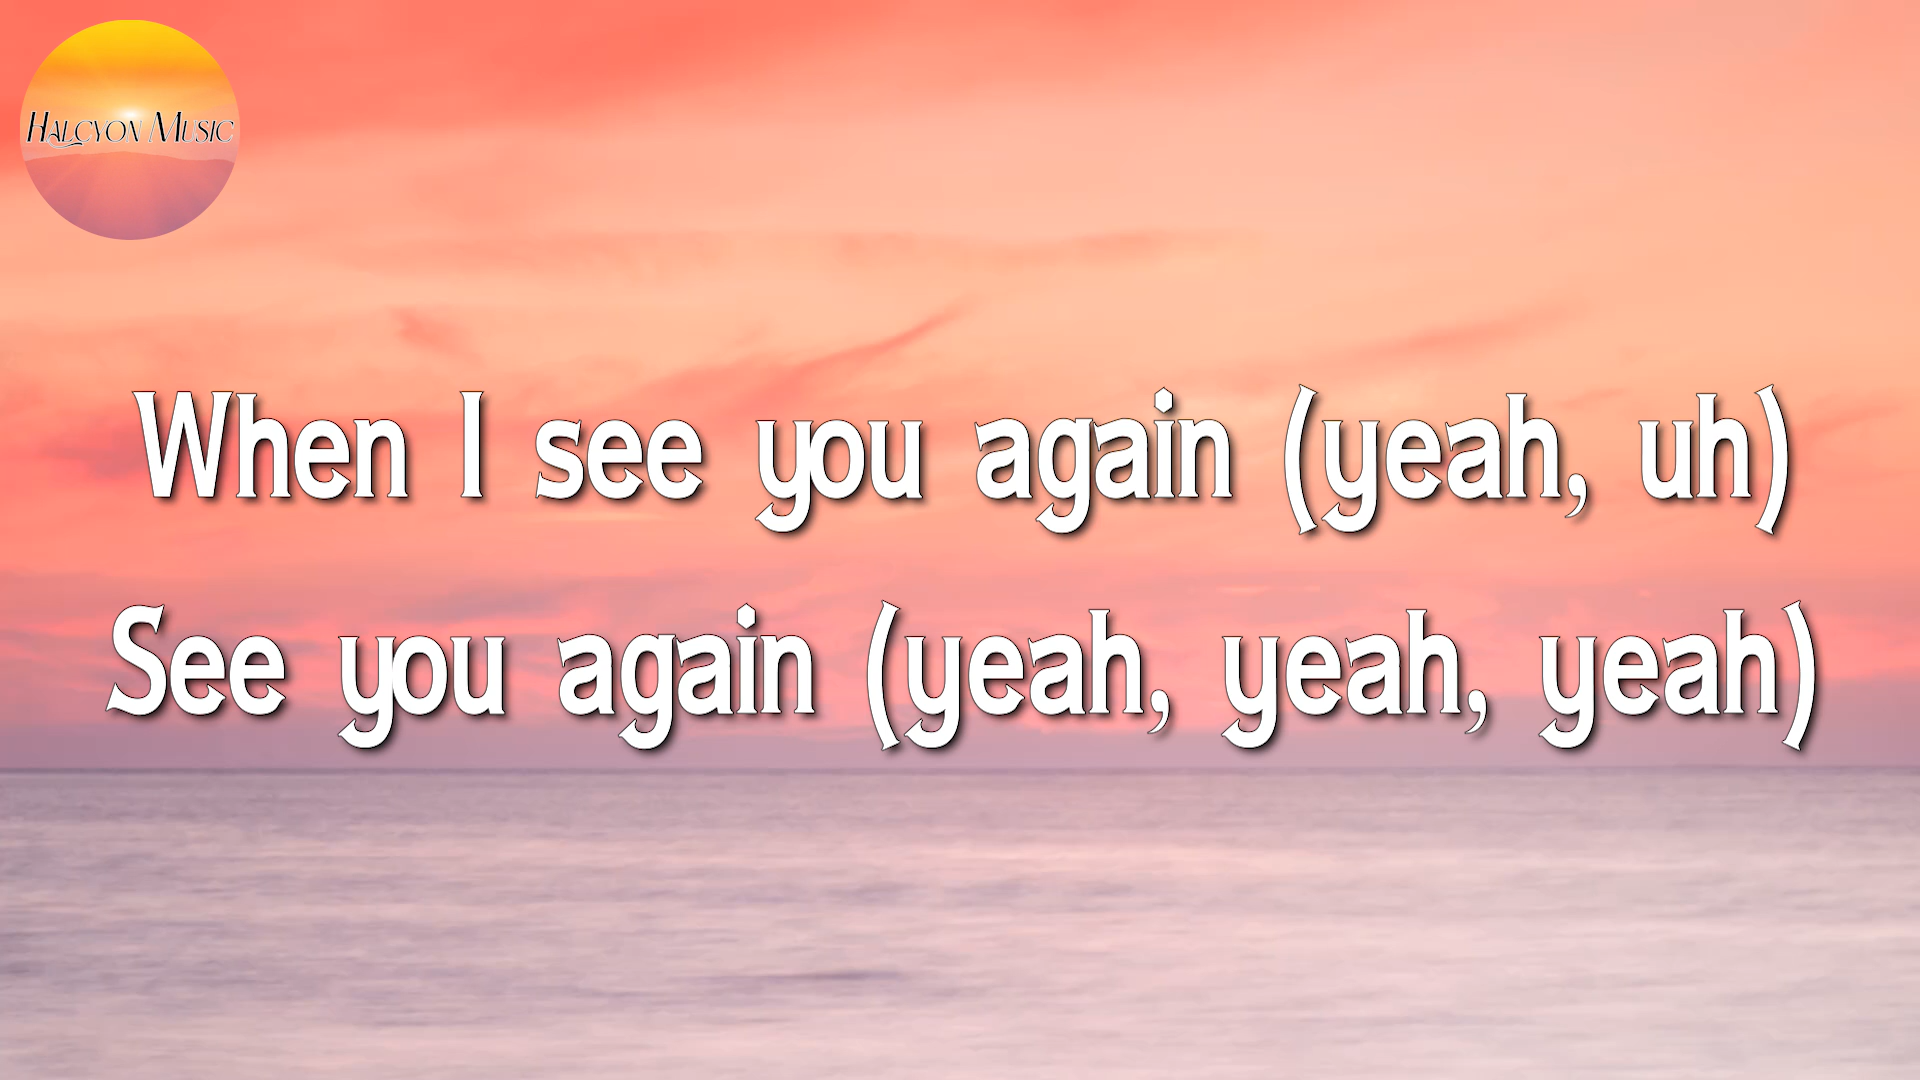 Halcyon Music
When I see you again (yeah, uh)
See you again (yeah, yeah, yeah)